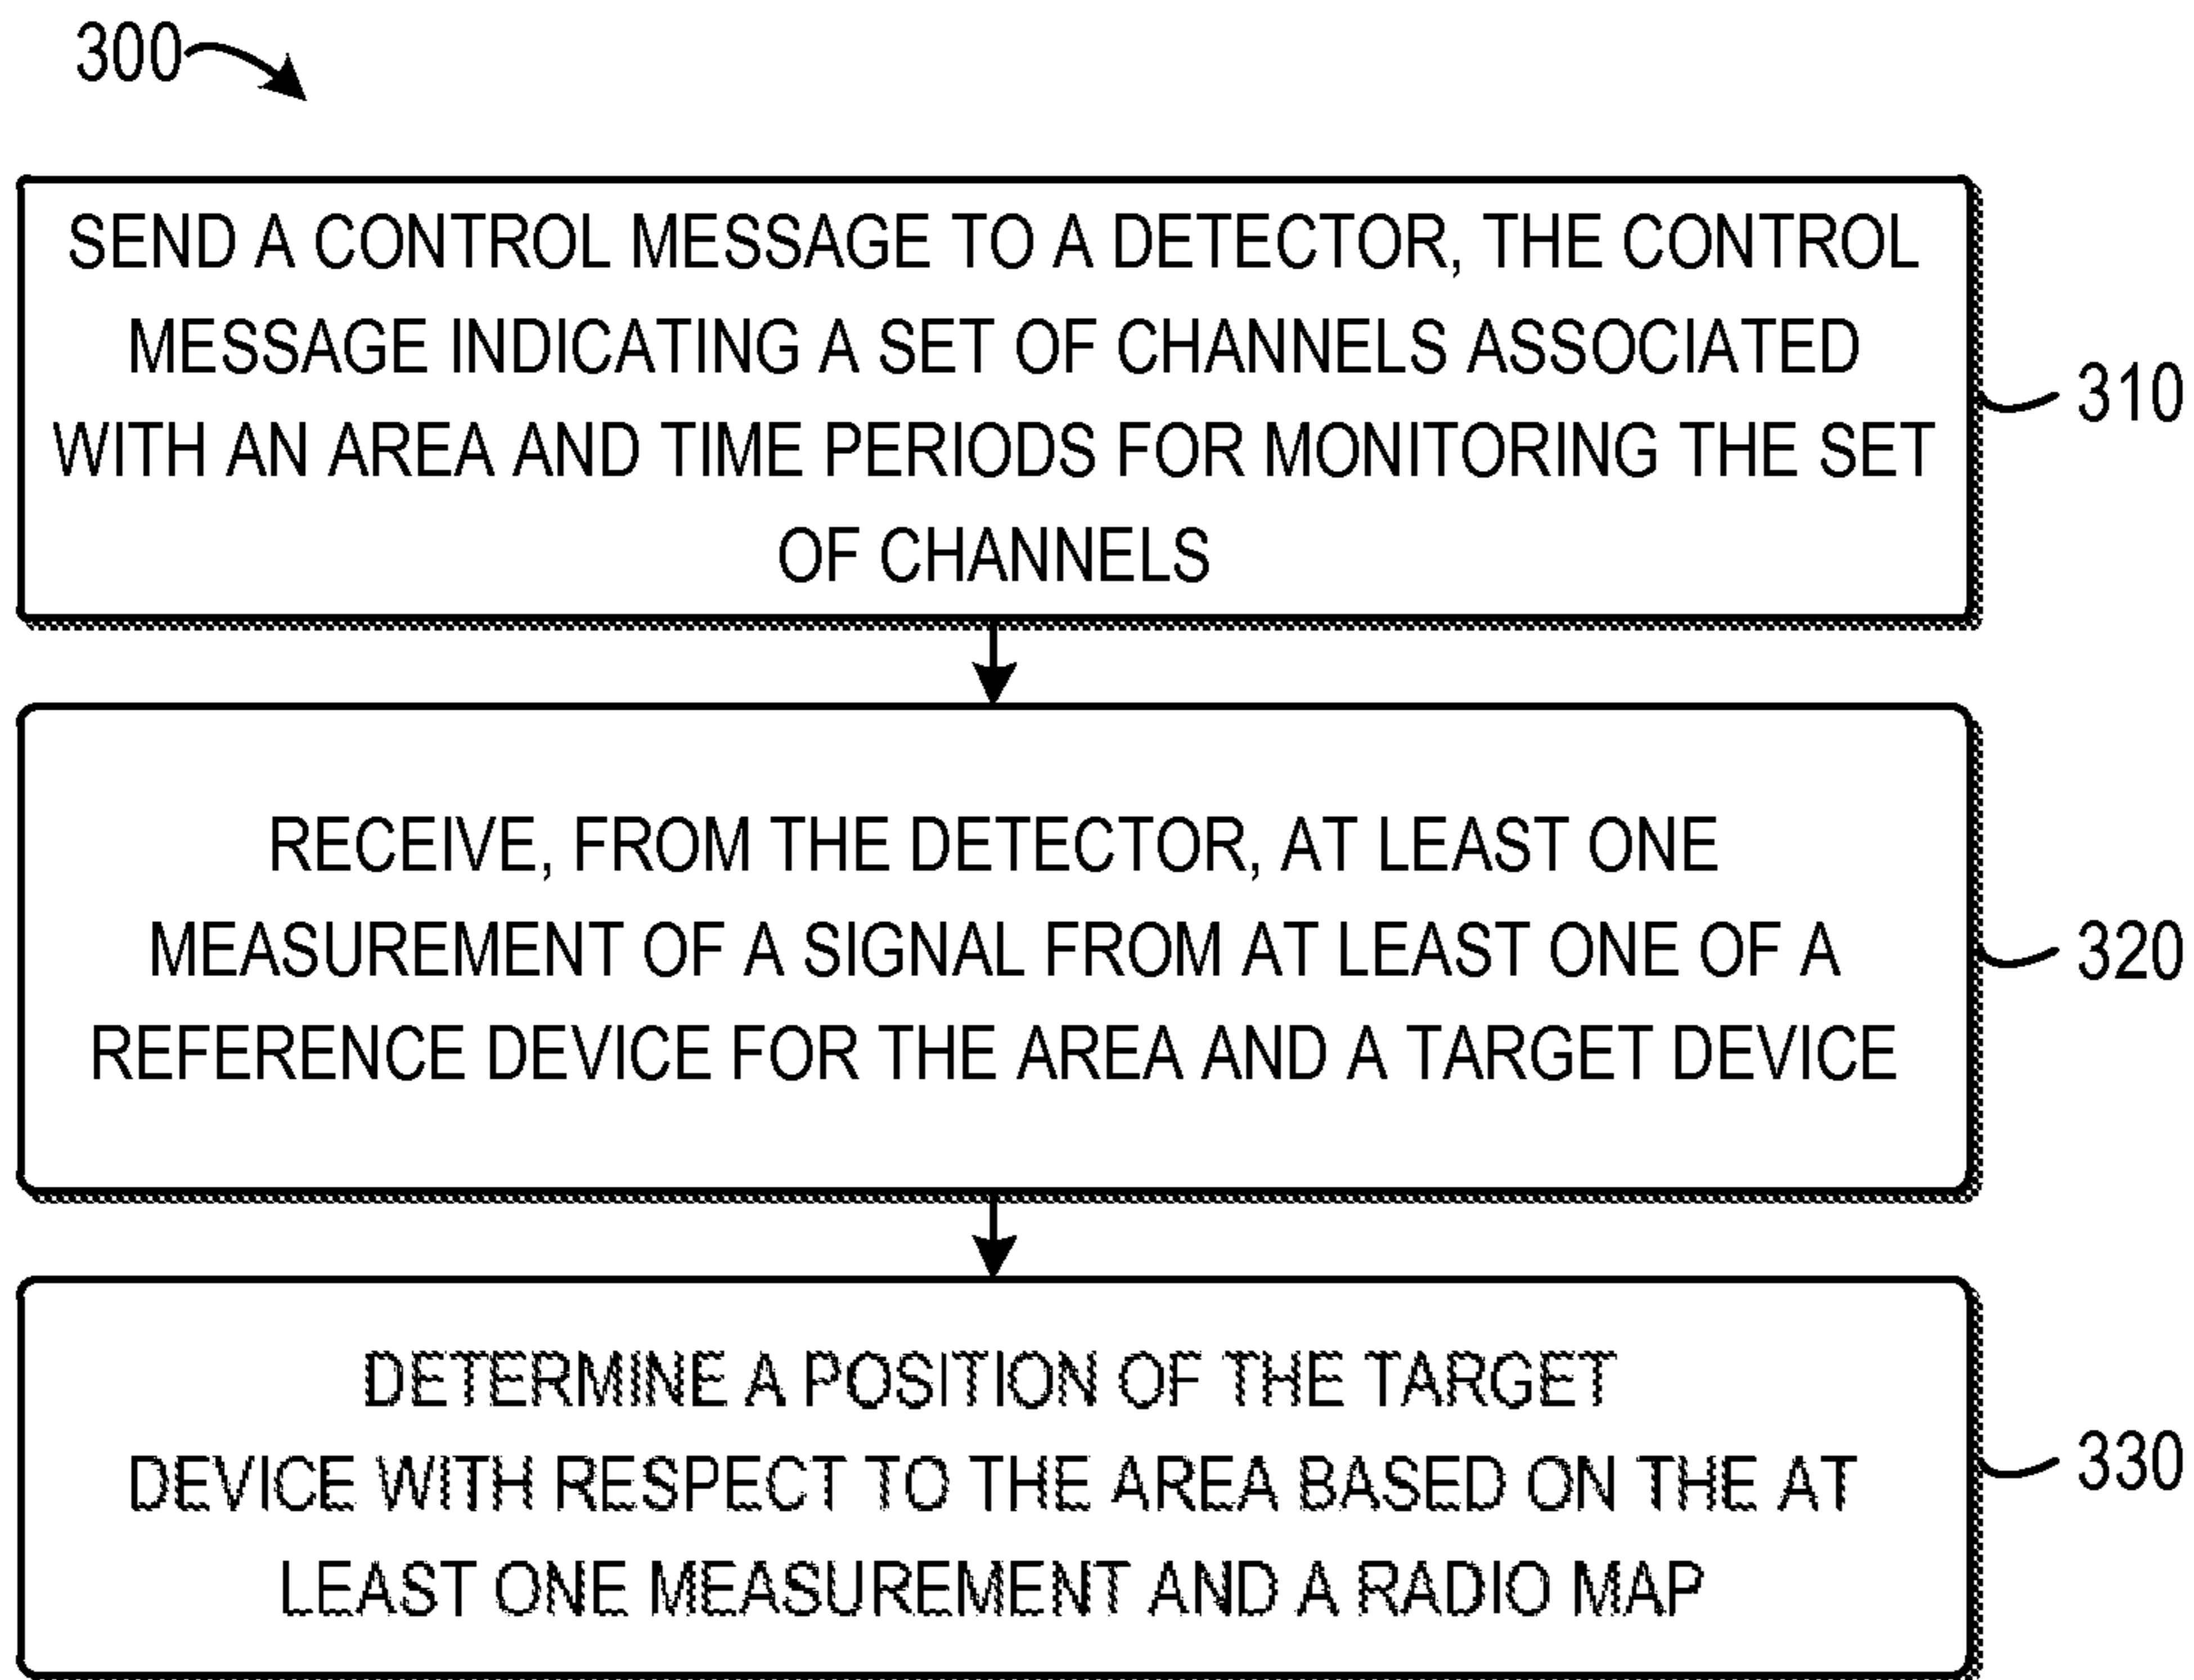 300
SEND A CONTROL MESSAGE TO A DETECTOR, THE CONTROL
MESSAGE INDICATING A SET OF CHANNELS ASSOCIATED
WITH AN AREA AND TIME PERIODS FOR MONITORING THE SET
OF CHANNELS
310
RECEIVE, FROM THE DETECTOR, AT LEAST ONE
MEASUREMENT OF A SIGNAL FROM AT LEAST ONE OF A
REFERENCE DEVICE FOR THE AREA AND A TARGET DEVICE
320
DETERMINE A POSITION OF THE TARGET
DEVICE WITH RESPECT TO THE AREA BASED ON THE AT
LEAST ONE MEASUREMENT AND A RADIO MAP
330